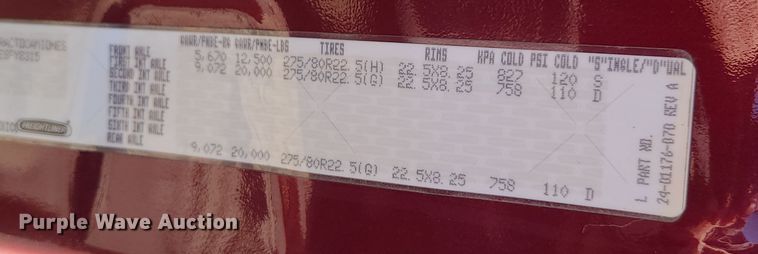 RACTOCAMIONES
GAWR/PNBE-KG GAWR/PNBE-LBS TIRES RIMS KPA COLD PSI COLD "S"INGLE/"D"UAL
FRONT AXLE 5,670 12,500 275/80R22.5(H) 22.5X8.25 827 120 S
FIRST INT AXLE 9,072 20,000 275/80R22.5(G) 22.5X8.25 758 110 D
SECOND INT AXLE
THIRD INT AXLE
FOURTH INT AXLE
FIFTH INT AXLE
SIXTH INT AXLE
REAR AXLE 9,072 20,000 275/80R22.5(G) 22.5X8.25 758 110 D
FREIGHTLINER
L PART NO.
24-01176-070 REV A
Purple Wave Auction